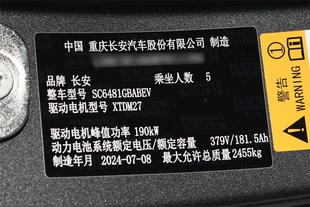 中国 重庆长安汽车股份有限公司 制造
品牌 长安 乘坐人数 5
整车型号 SC6481GBABEV
驱动电机型号 XTDM27
驱动电机峰值功率 190kW
动力电池系统额定电压/额定容量 379V/181.5Ah
制造年月 2024-07-08 最大允许总质量2455kg
警告
WARNING